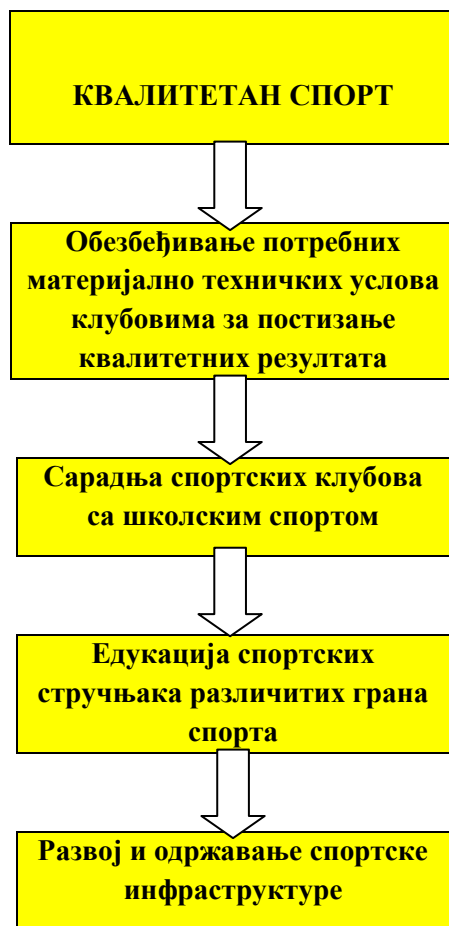 КВАЛИТЕТАН СПОРТ
Обезбеђивање потребних
материјално техничких услова
клубовима за постизање
квалитетних резултата
Сарадња спортских клубова
са школским спортом
Едукација спортских
стручњака различитих грана
спорта
Развој и одржавање спортске
инфраструктуре